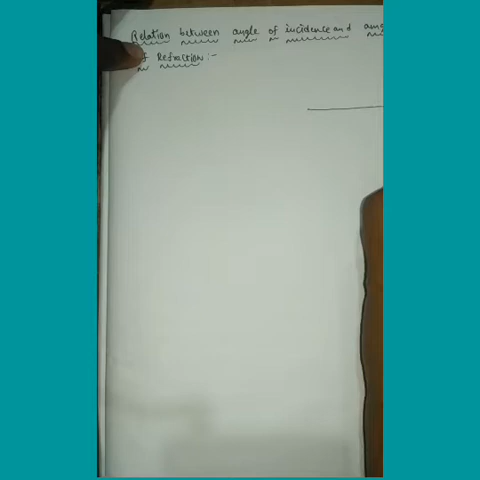 Relation between angle of incidence and
Refraction :-